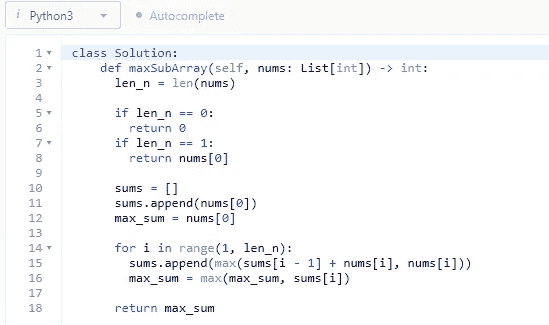 i Python3 Autocomplete
1 class Solution:
2 def maxSubArray(self, nums: List[int]) -> int:
3 len_n = len(nums)
4
5 if len_n == 0:
6 return 0
7 if len_n == 1:
8 return nums[0]
9
10 sums = []
11 sums.append(nums[0])
12 max_sum = nums[0]
13
14 for i in range(1, len_n):
15 sums.append(max(sums[i - 1] + nums[i], nums[i]))
16 max_sum = max(max_sum, sums[i])
17
18 return max_sum